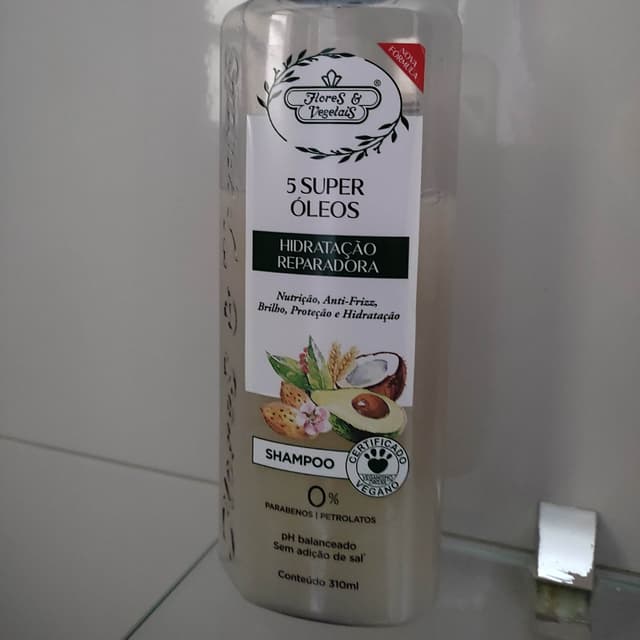 NOVA
FÓRMULA
Flores &
Vegetais
®
5 SUPER
ÓLEOS
HIDRATAÇÃO
REPARADORA
Nutrição, Anti-Frizz,
Brilho, Proteção e Hidratação
SHAMPOO
CERTIFICADO
VEGANO
0%
PARABENOS | PETROLATOS
pH balanceado
Sem adição de sal
Conteúdo 310ml